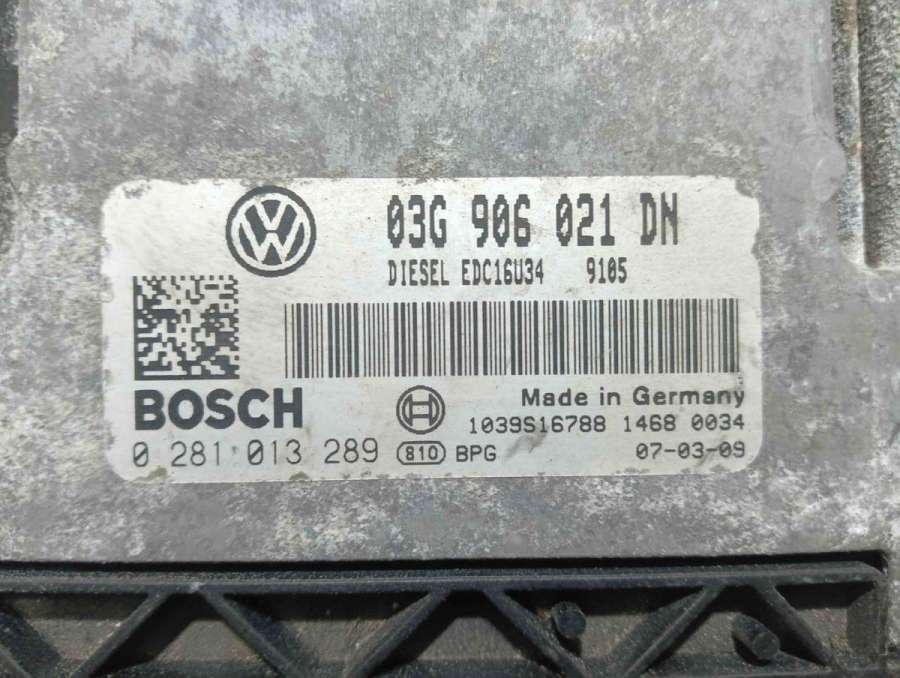 03G 906 021 DN
DIESEL EDC16U34 9105
BOSCH
Made in Germany
1039S16788 1468 0034
0 281 013 289 810 BPG 07-03-09